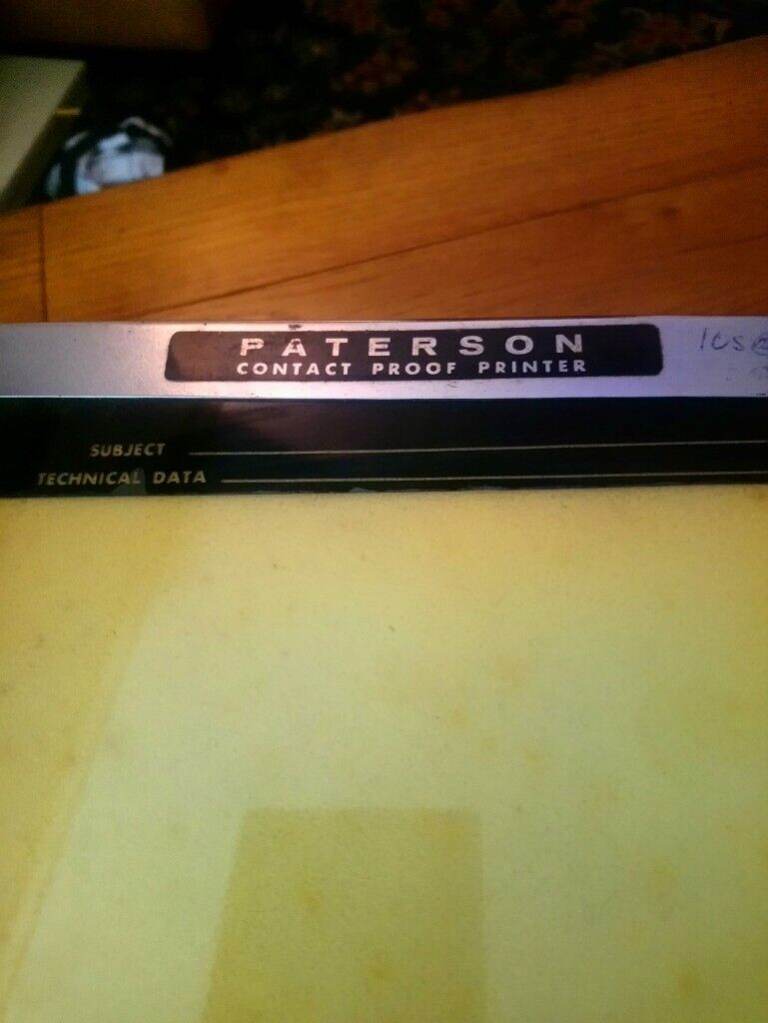 PATERSON
CONTACT PROOF PRINTER
SUBJECT
TECHNICAL DATA